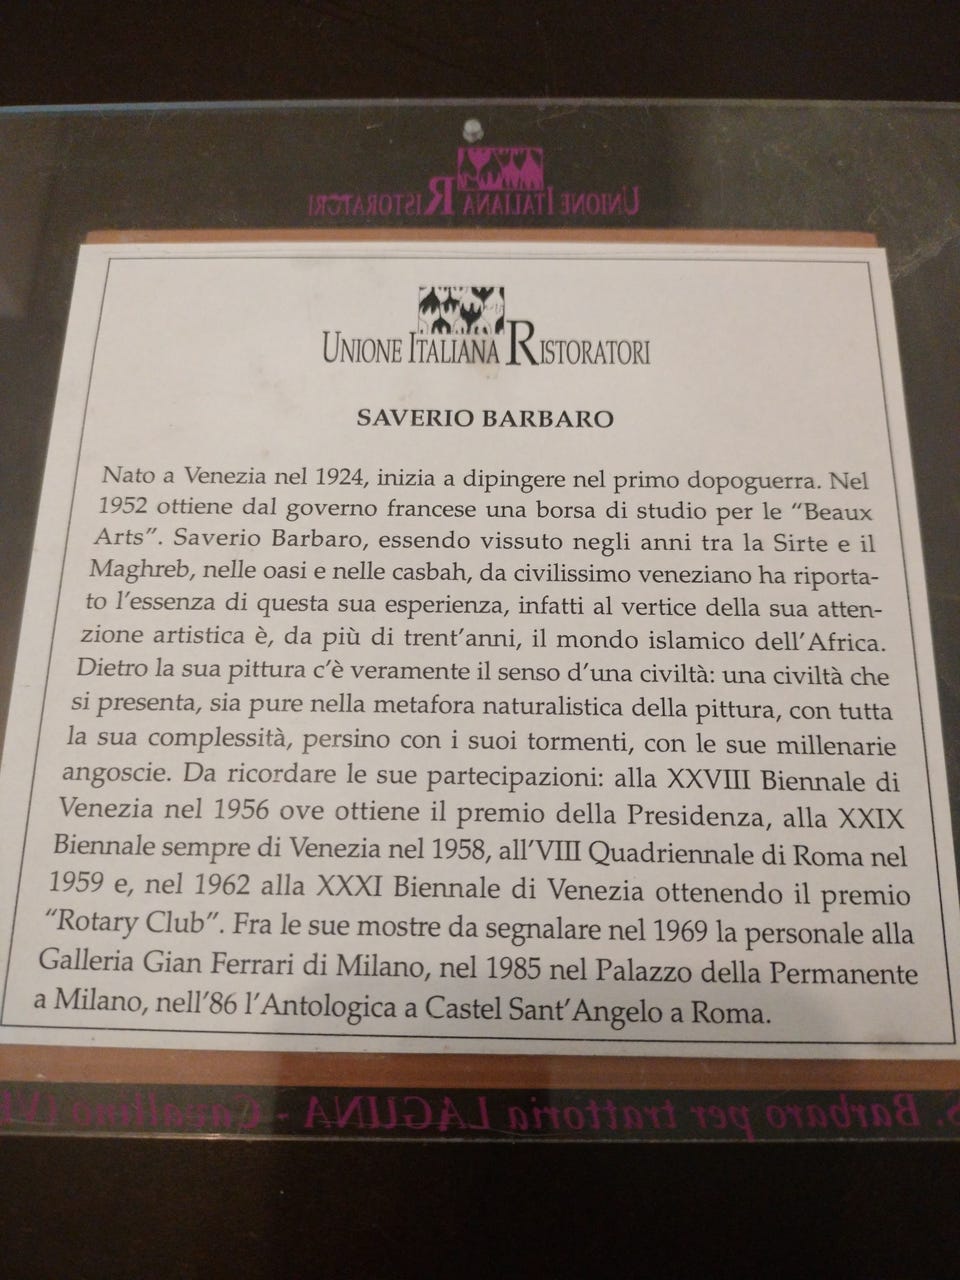 UNIONE ITALIANA RISTORATORI
UNIONE ITALIANA RISTORATORI
SAVERIO BARBARO
Nato a Venezia nel 1924, inizia a dipingere nel primo dopoguerra. Nel
1952 ottiene dal governo francese una borsa di studio per le “Beaux
Arts”. Saverio Barbaro, essendo vissuto negli anni tra la Sirte e il
Maghreb, nelle oasi e nelle casbah, da civilissimo veneziano ha riporta-
to l’essenza di questa sua esperienza, infatti al vertice della sua atten-
zione artistica è, da più di trent’anni, il mondo islamico dell’Africa.
Dietro la sua pittura c’è veramente il senso d’una civiltà: una civiltà che
si presenta, sia pure nella metafora naturalistica della pittura, con tutta
la sua complessità, persino con i suoi tormenti, con le sue millenarie
angoscie. Da ricordare le sue partecipazioni: alla XXVIII Biennale di
Venezia nel 1956 ove ottiene il premio della Presidenza, alla XXIX
Biennale sempre di Venezia nel 1958, all’VIII Quadriennale di Roma nel
1959 e, nel 1962 alla XXXI Biennale di Venezia ottenendo il premio
“Rotary Club”. Fra le sue mostre da segnalare nel 1969 la personale alla
Galleria Gian Ferrari di Milano, nel 1985 nel Palazzo della Permanente
a Milano, nell’86 l’Antologica a Castel Sant’Angelo a Roma.
S. Barbaro per trattoria LAGUNA - Cavallino (VE